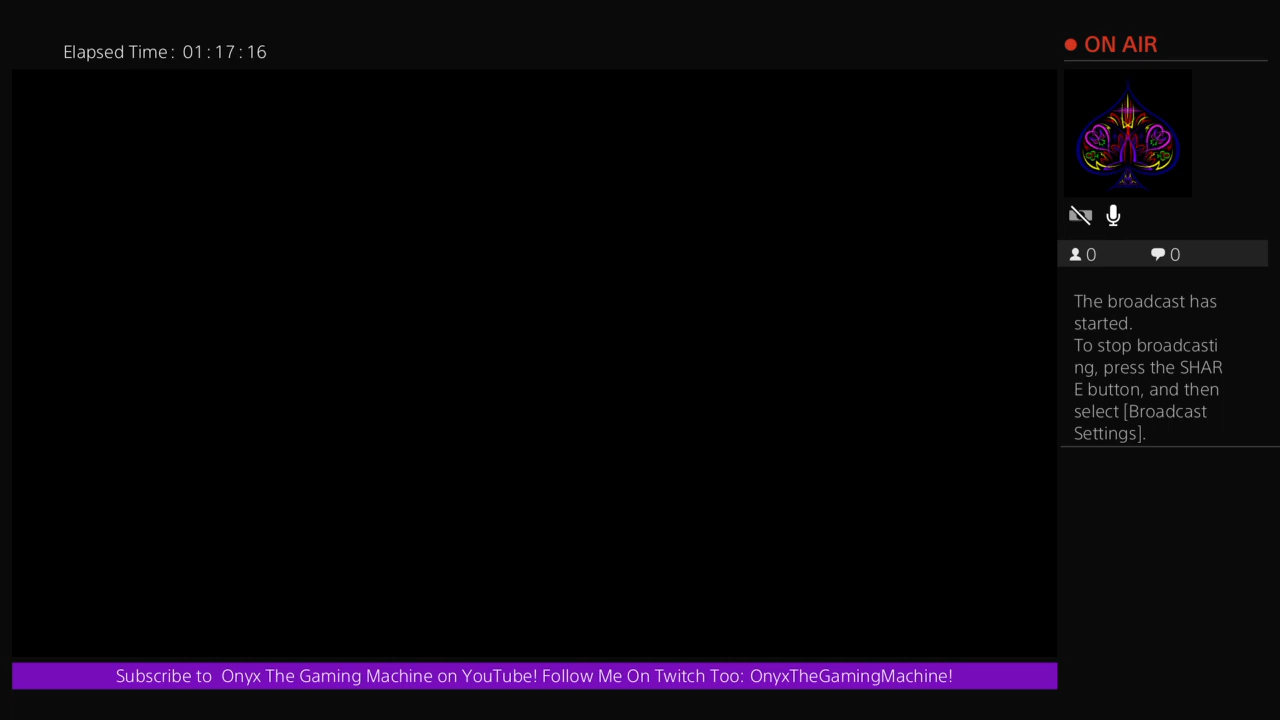 Elapsed Time: 01:17:16
ON AIR
0 0
The broadcast has
started.
To stop broadcasti
ng, press the SHAR
E button, and then
select [Broadcast
Settings].
Subscribe to  Onyx The Gaming Machine on YouTube! Follow Me On Twitch Too: OnyxTheGamingMachine!